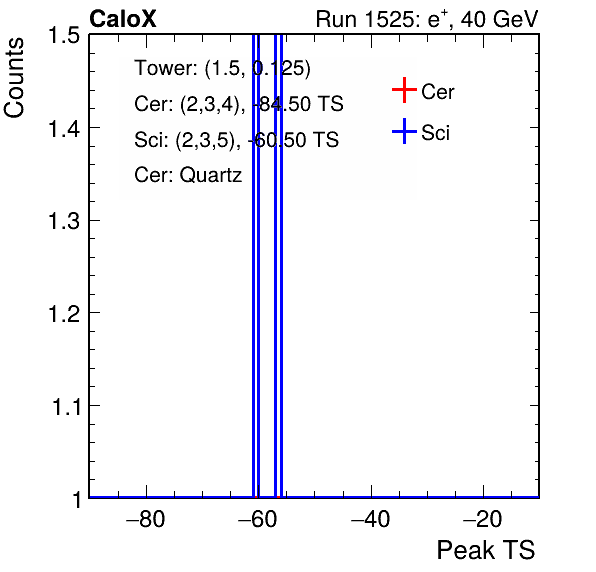 CaloX Run 1525: e⁺, 40 GeV
Counts
1.5
1.4
1.3
1.2
1.1
1
Tower: (1.5, 0.125)
Cer: (2,3,4), -84.50 TS
Sci: (2,3,5), -60.50 TS
Cer: Quartz
Cer
Sci
−80 −60 −40 −20
Peak TS